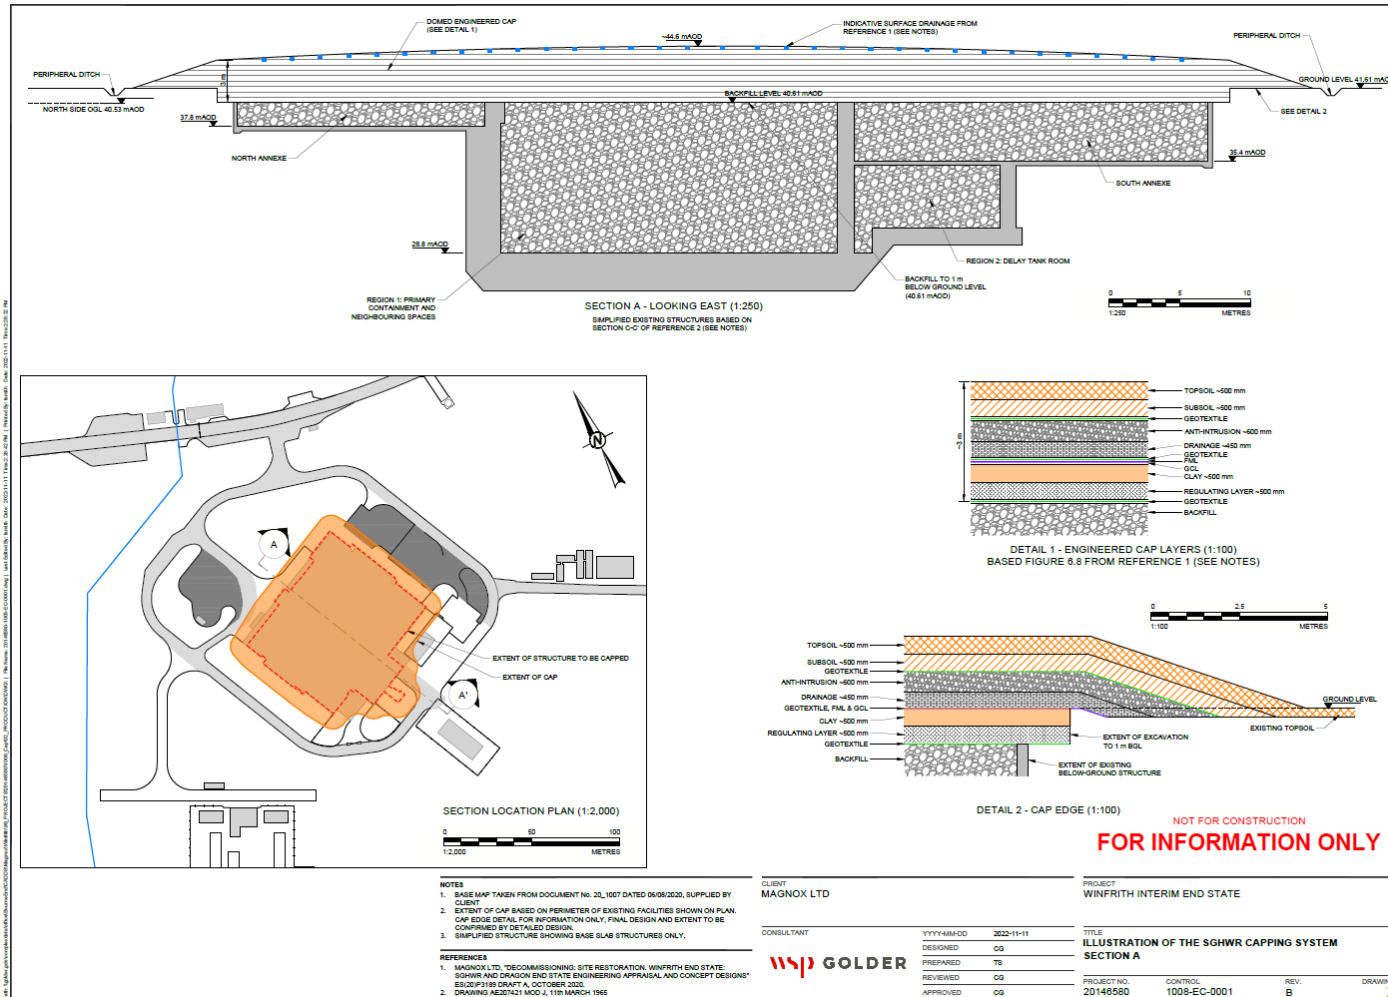 DOMED ENGINEERED CAP
(SEE DETAIL 1)
~44.6 mAOD
INDICATIVE SURFACE DRAINAGE FROM
REFERENCE 1 (SEE NOTES)
PERIPHERAL DITCH
PERIPHERAL DITCH
3 m
GROUND LEVEL 41.61 mAO
NORTH SIDE OGL 40.53 mAOD
BACKFILL LEVEL 40.61 mAOD
SEE DETAIL 2
37.8 mAOD
NORTH ANNEXE
35.4 mAOD
SOUTH ANNEXE
28.8 mAOD
REGION 2: DELAY TANK ROOM
BACKFILL TO 1 m
BELOW GROUND LEVEL
(40.61 mAOD)
REGION 1: PRIMARY
CONTAINMENT AND
NEIGHBOURING SPACES
SECTION A - LOOKING EAST (1:250)
SIMPLIFIED EXISTING STRUCTURES BASED ON
SECTION C-C' OF REFERENCE 2 (SEE NOTES)
0 5 10
1:250 METRES
N
A
A'
EXTENT OF STRUCTURE TO BE CAPPED
EXTENT OF CAP
SECTION LOCATION PLAN (1:2,000)
0 50 100
1:2,000 METRES
~3 m
TOPSOIL ~500 mm
SUBSOIL ~500 mm
GEOTEXTILE
ANTI-INTRUSION ~600 mm
DRAINAGE ~450 mm
GEOTEXTILE
FML
GCL
CLAY ~500 mm
REGULATING LAYER ~500 mm
GEOTEXTILE
BACKFILL
DETAIL 1 - ENGINEERED CAP LAYERS (1:100)
BASED FIGURE 6.8 FROM REFERENCE 1 (SEE NOTES)
0 2.5 5
1:100 METRES
TOPSOIL ~500 mm
SUBSOIL ~500 mm
GEOTEXTILE
ANTI-INTRUSION ~600 mm
DRAINAGE ~450 mm
GEOTEXTILE, FML & GCL
CLAY ~500 mm
REGULATING LAYER ~500 mm
GEOTEXTILE
BACKFILL
GROUND LEVEL
EXISTING TOPSOIL
EXTENT OF EXCAVATION
TO 1 m BGL
EXTENT OF EXISTING
BELOW-GROUND STRUCTURE
DETAIL 2 - CAP EDGE (1:100)
NOT FOR CONSTRUCTION
FOR INFORMATION ONLY
NOTES
1. BASE MAP TAKEN FROM DOCUMENT No. 20_1007 DATED 06/08/2020, SUPPLIED BY
CLIENT
2. EXTENT OF CAP BASED ON PERIMETER OF EXISTING FACILITIES SHOWN ON PLAN.
CAP EDGE DETAIL FOR INFORMATION ONLY, FINAL DESIGN AND EXTENT TO BE
CONFIRMED BY DETAILED DESIGN.
3. SIMPLIFIED STRUCTURE SHOWING BASE SLAB STRUCTURES ONLY.
REFERENCES
1. MAGNOX LTD, "DECOMMISSIONING: SITE RESTORATION. WINFRITH END STATE:
SGHWR AND DRAGON END STATE ENGINEERING APPRAISAL AND CONCEPT DESIGNS"
ES(20)P3189 DRAFT A, OCTOBER 2020.
2. DRAWING AE207421 MOD J, 11th MARCH 1965
CLIENT
MAGNOX LTD
CONSULTANT
WSP GOLDER
YYYY-MM-DD 2022-11-11
DESIGNED CG
PREPARED TS
REVIEWED CG
APPROVED CG
PROJECT
WINFRITH INTERIM END STATE
TITLE
ILLUSTRATION OF THE SGHWR CAPPING SYSTEM
SECTION A
PROJECT NO. CONTROL REV. DRAWIN
20146580 1008-EC-0001 B